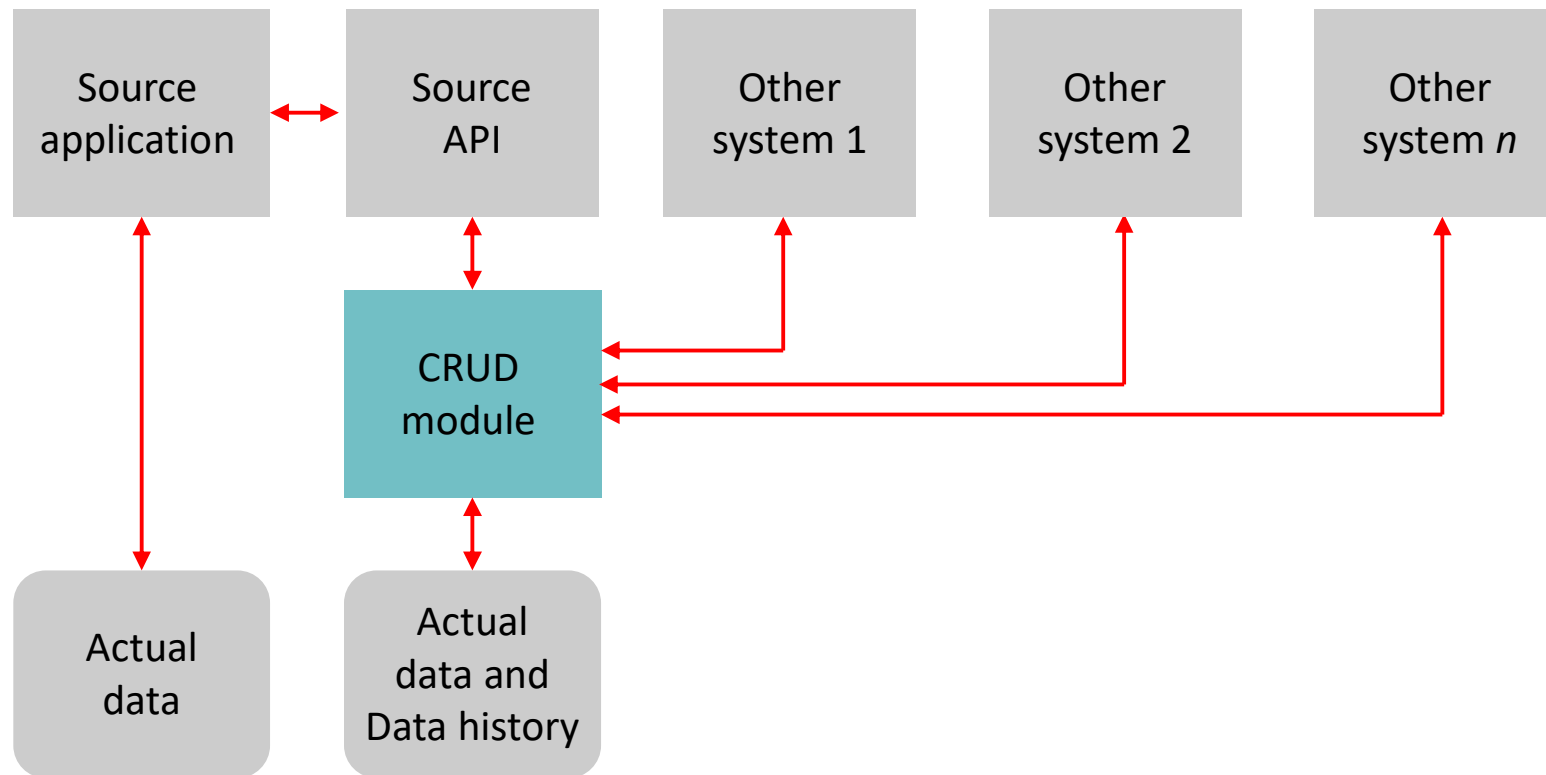 Source
application
Source
API
Other
system 1
Other
system 2
Other
system n
CRUD
module
Actual
data
Actual
data and
Data history